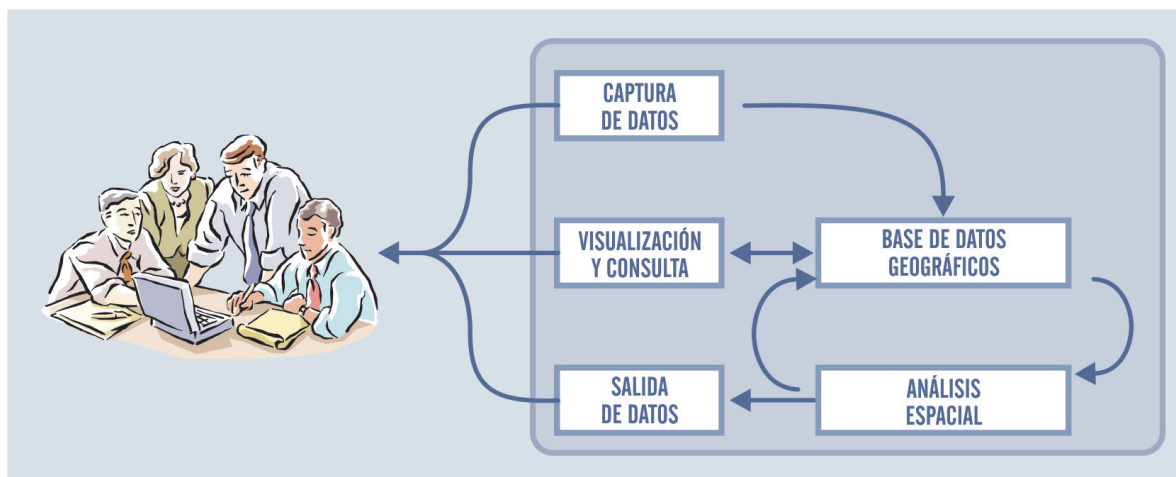 CAPTURA
DE DATOS
VISUALIZACIÓN
Y CONSULTA
BASE DE DATOS
GEOGRÁFICOS
SALIDA
DE DATOS
ANÁLISIS
ESPACIAL